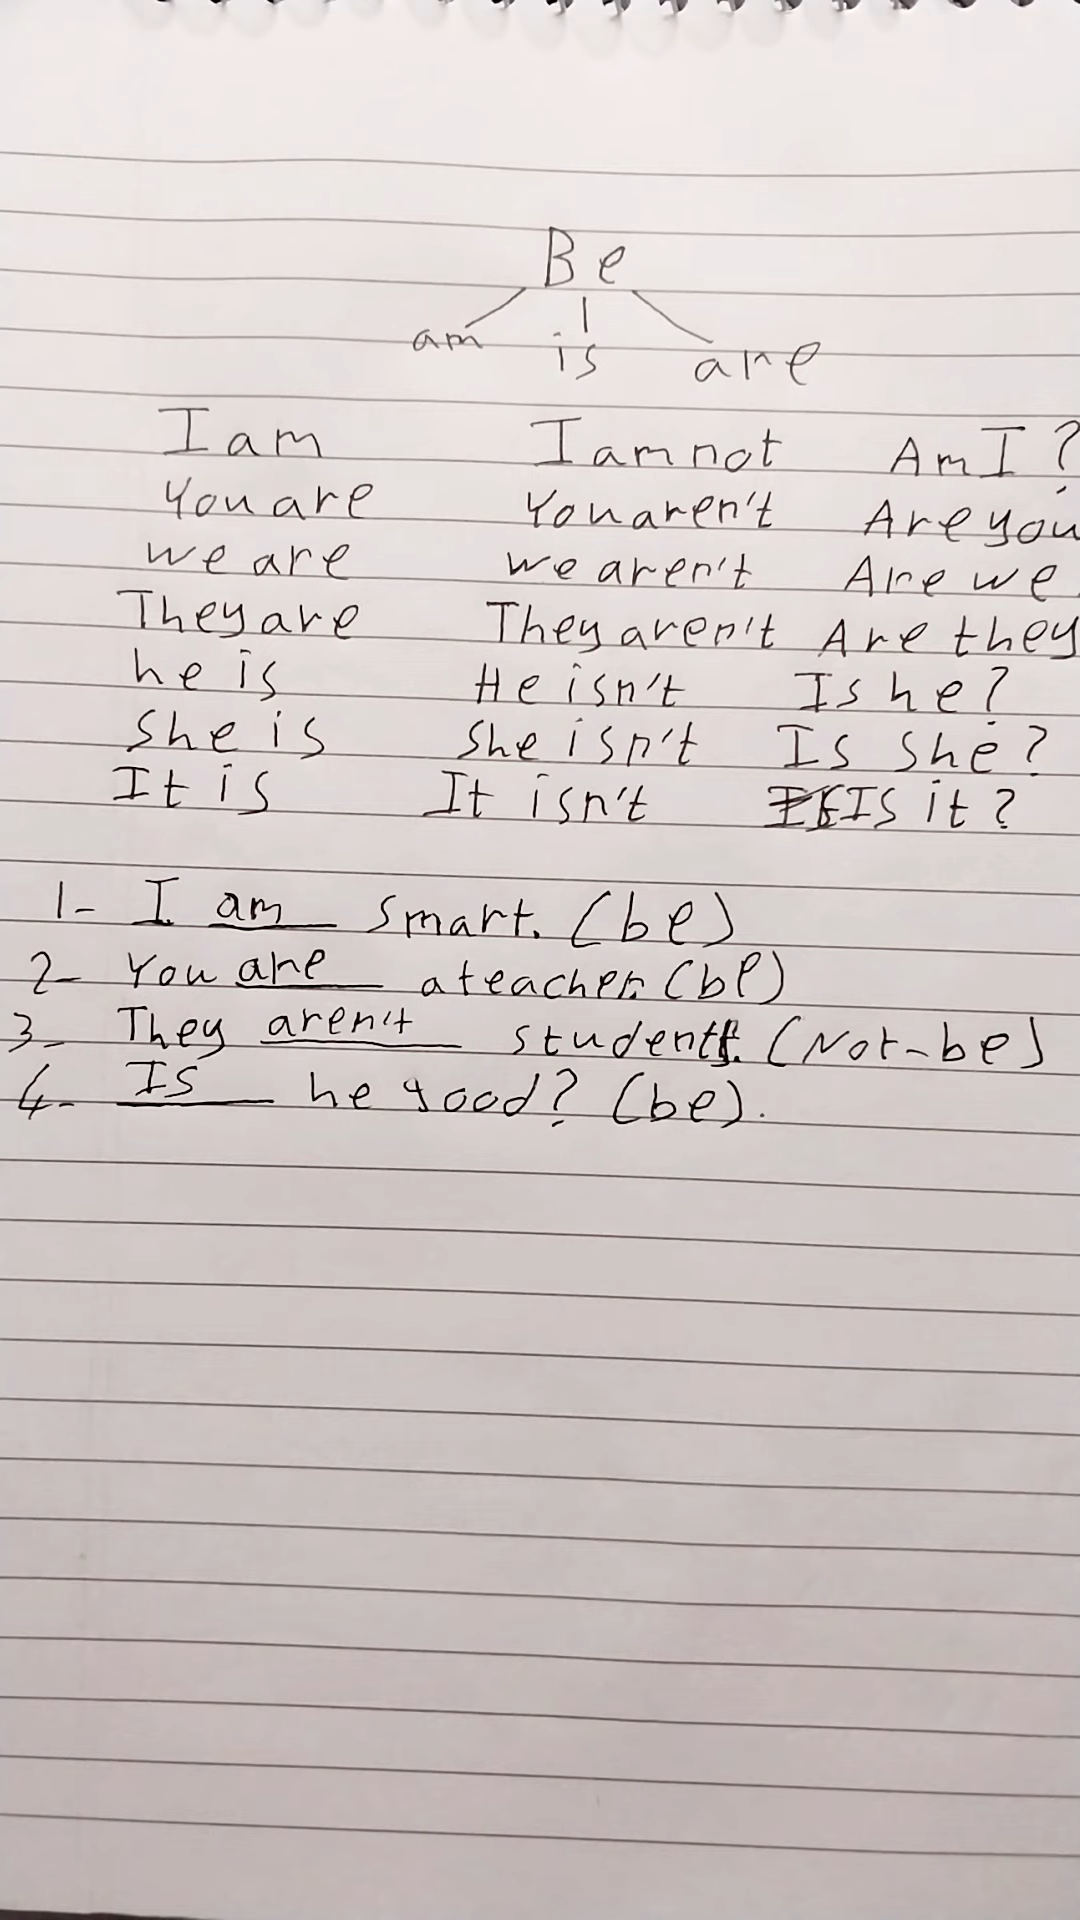 Be
am is are
I am I am not Am I ?
You are You aren't Are you
we are we aren't Are we
They are They aren't Are they
he is He isn't Is he?
She is She isn't Is She?
It is It isn't Is it?
1- I am smart. (be)
2- You are a teacher. (be)
3- They aren't students. (Not-be)
4- Is he good? (be).